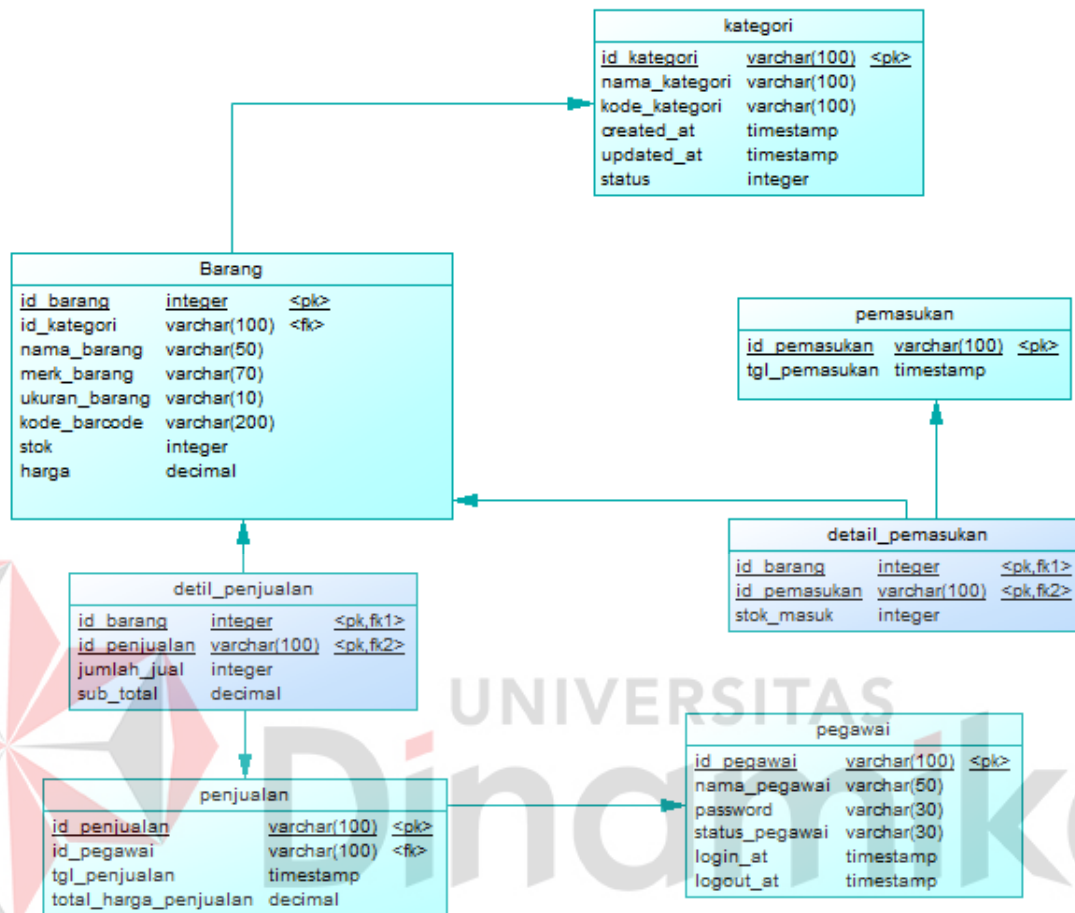 kategori
id_kategori varchar(100) <pk>
nama_kategori varchar(100)
kode_kategori varchar(100)
created_at timestamp
updated_at timestamp
status integer
Barang
id_barang integer <pk>
id_kategori varchar(100) <fk>
nama_barang varchar(50)
merk_barang varchar(70)
ukuran_barang varchar(10)
kode_barcode varchar(200)
stok integer
harga decimal
pemasukan
id_pemasukan varchar(100) <pk>
tgl_pemasukan timestamp
detail_pemasukan
id_barang integer <pk,fk1>
id_pemasukan varchar(100) <pk,fk2>
stok_masuk integer
detil_penjualan
id_barang integer <pk,fk1>
id_penjualan varchar(100) <pk,fk2>
jumlah_jual integer
sub_total decimal
UNIVERSITAS
Dinamika
pegawai
id_pegawai varchar(100) <pk>
nama_pegawai varchar(50)
password varchar(30)
status_pegawai varchar(30)
login_at timestamp
logout_at timestamp
penjualan
id_penjualan varchar(100) <pk>
id_pegawai varchar(100) <fk>
tgl_penjualan timestamp
total_harga_penjualan decimal